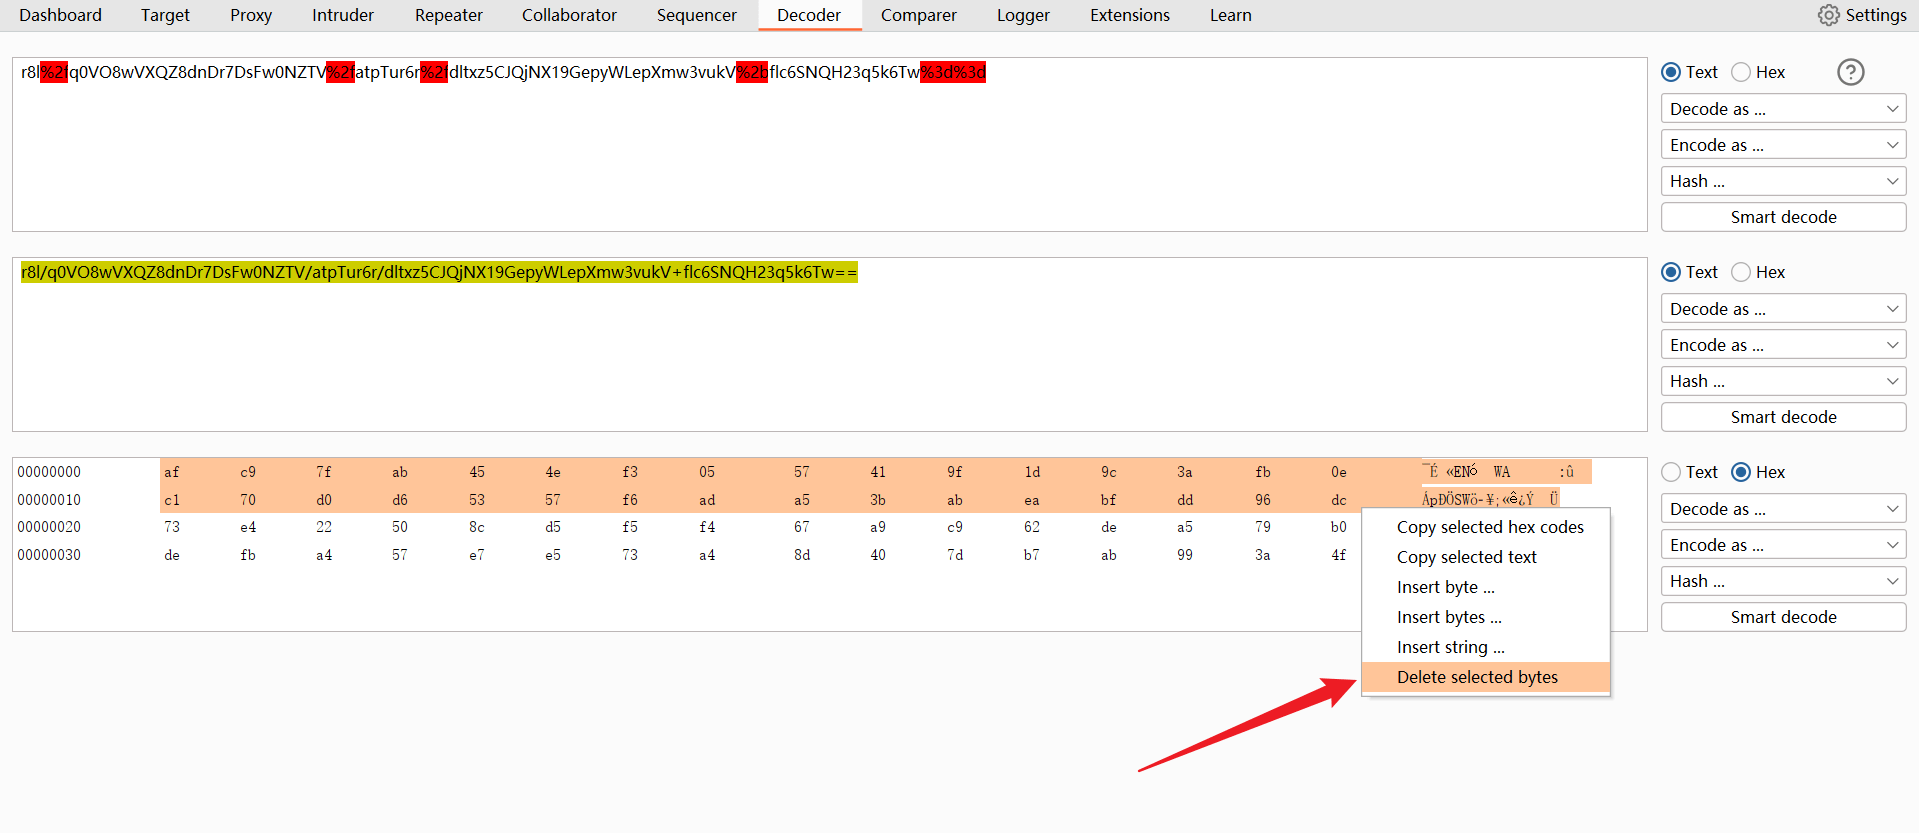 Dashboard Target Proxy Intruder Repeater Collaborator Sequencer Decoder Comparer Logger Extensions Learn Settings
r8l%2fq0VO8wVXQZ8dnDr7DsFw0NZTV%2fatpTur6r%2fdltxz5CJQjNX19GepyWLepXmw3vukV%2bflc6SNQH23q5k6Tw%3d%3d
Text Hex ?
Decode as ...
Encode as ...
Hash ...
Smart decode
r8l/q0VO8wVXQZ8dnDr7DsFw0NZTV/atpTur6r/dltxz5CJQjNX19GepyWLepXmw3vukV+flc6SNQH23q5k6Tw==
Text Hex
Decode as ...
Encode as ...
Hash ...
Smart decode
00000000 af c9 7f ab 45 4e f3 05 57 41 9f 1d 9c 3a fb 0e ¯É «ENó WA :û
00000010 c1 70 d0 d6 53 57 f6 ad a5 3b ab ea bf dd 96 dc ÁpÐÖSWö-¥;«ê¿Ý Ü
00000020 73 e4 22 50 8c d5 f5 f4 67 a9 c9 62 de a5 79 b0
00000030 de fb a4 57 e7 e5 73 a4 8d 40 7d b7 ab 99 3a 4f
Copy selected hex codes
Copy selected text
Insert byte ...
Insert bytes ...
Insert string ...
Delete selected bytes
Text Hex
Decode as ...
Encode as ...
Hash ...
Smart decode